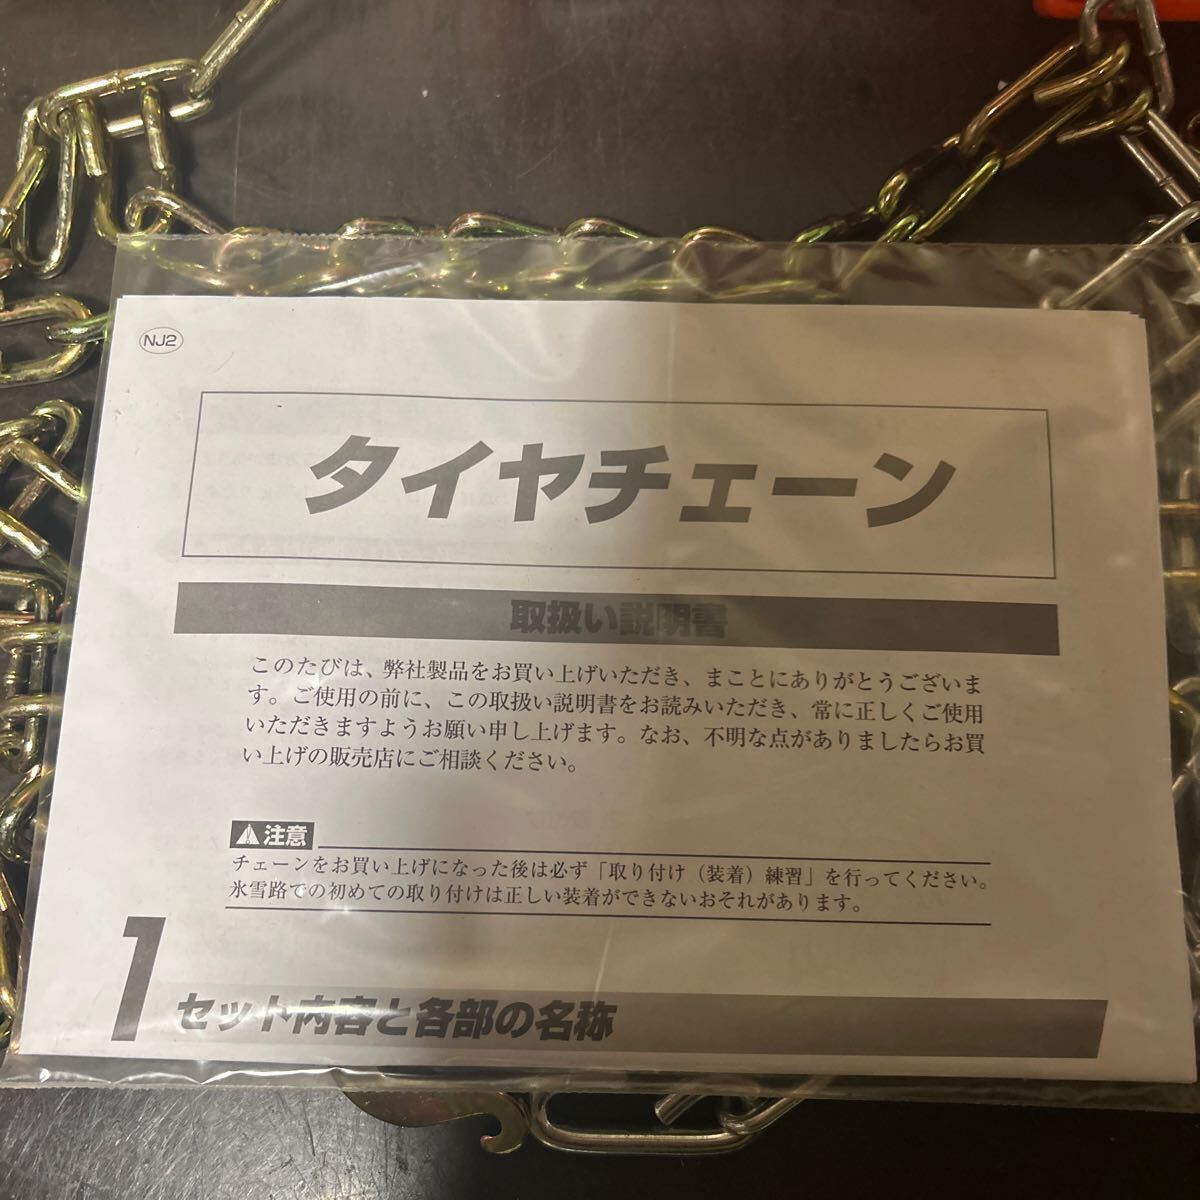 NJ2
タイヤチェーン
取扱い説明書
このたびは、弊社製品をお買い上げいただき、まことにありがとうございま
す。ご使用の前に、この取扱い説明書をお読みいただき、常に正しくご使用
いただきますようお願い申し上げます。なお、不明な点がありましたらお買
い上げの販売店にご相談ください。
注意
チェーンをお買い上げになった後は必ず「取り付け（装着）練習」を行ってください。
氷雪路での初めての取り付けは正しい装着ができないおそれがあります。
1 セット内容と各部の名称